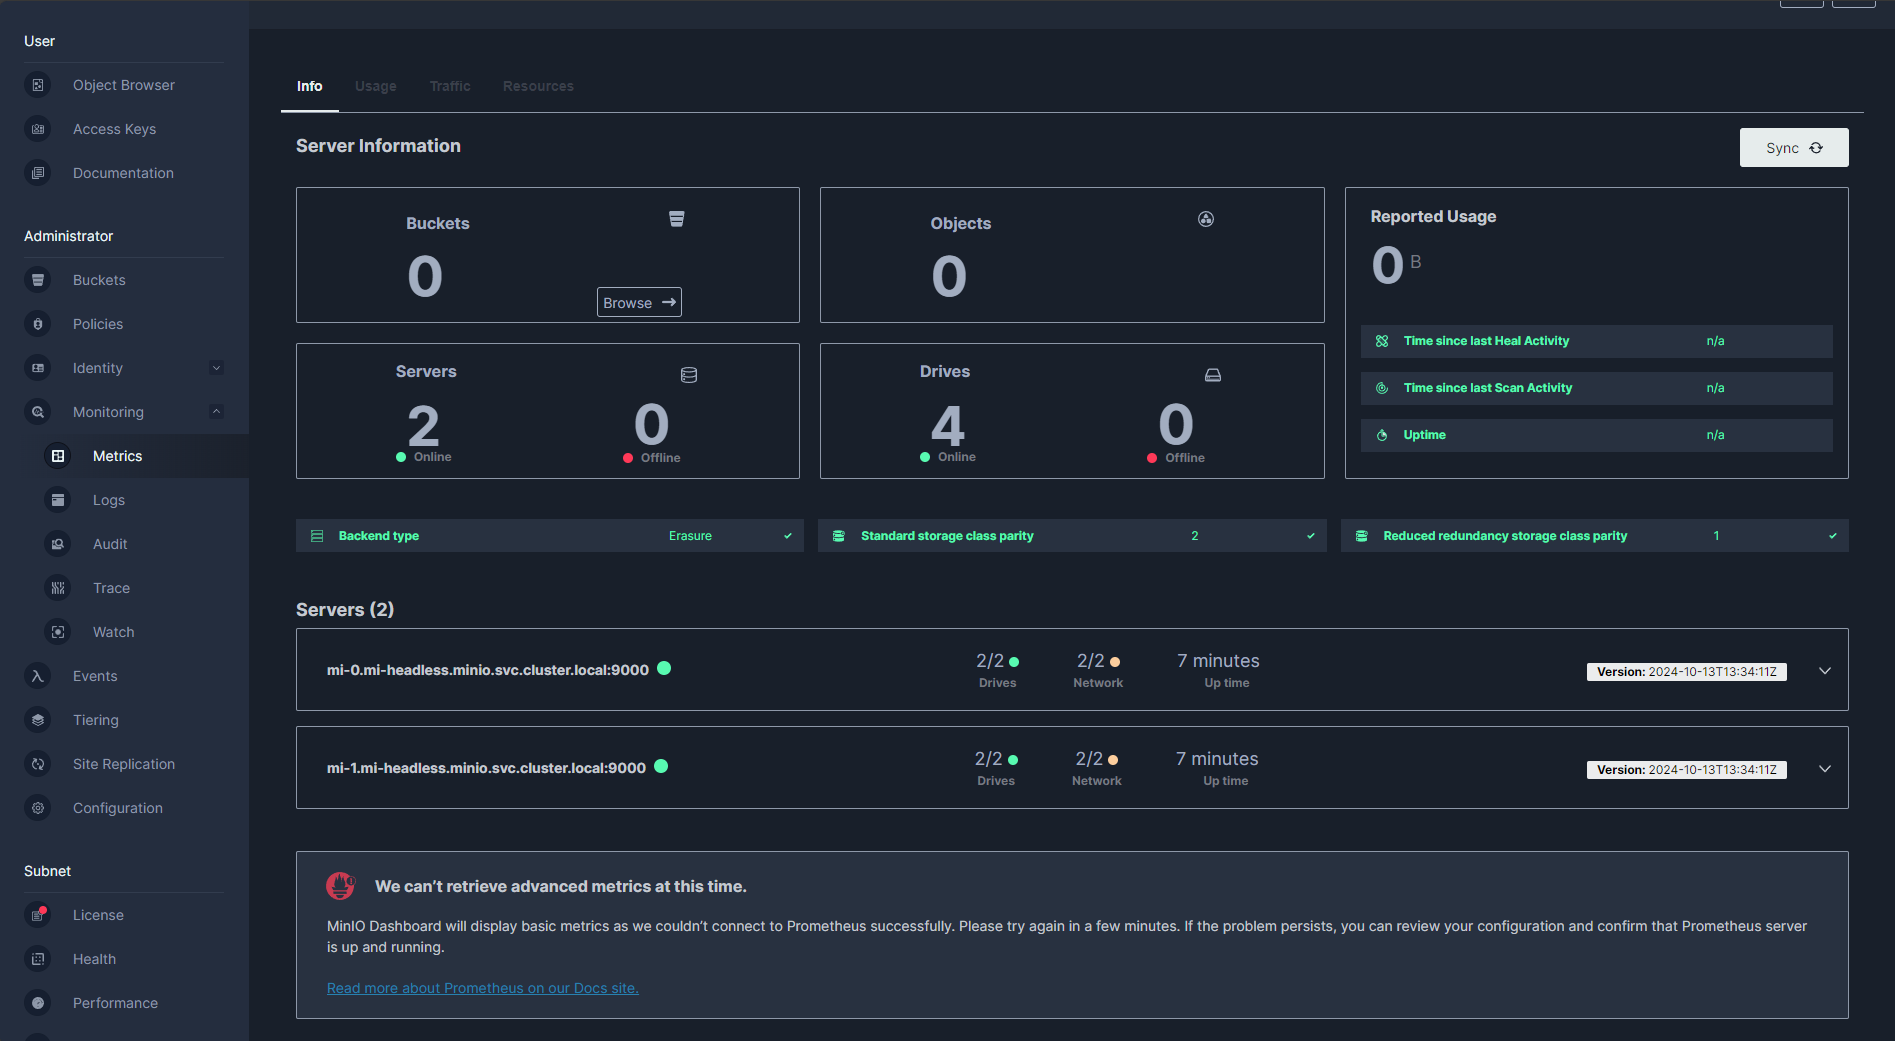 User
Object Browser
Access Keys
Documentation
Administrator
Buckets
Policies
Identity
Monitoring
Metrics
Logs
Audit
Trace
Watch
Events
Tiering
Site Replication
Configuration
Subnet
License
Health
Performance
Info Usage Traffic Resources
Server Information
Sync
Buckets
0
Browse
Objects
0
Reported Usage
0 B
Time since last Heal Activity n/a
Time since last Scan Activity n/a
Uptime n/a
Servers
2 0
Online Offline
Drives
4 0
Online Offline
Backend type Erasure
Standard storage class parity 2
Reduced redundancy storage class parity 1
Servers (2)
mi-0.mi-headless.minio.svc.cluster.local:9000
2/2 2/2 7 minutes
Drives Network Up time
Version: 2024-10-13T13:34:11Z
mi-1.mi-headless.minio.svc.cluster.local:9000
2/2 2/2 7 minutes
Drives Network Up time
Version: 2024-10-13T13:34:11Z
We can't retrieve advanced metrics at this time.
MinIO Dashboard will display basic metrics as we couldn't connect to Prometheus successfully. Please try again in a few minutes. If the problem persists, you can review your configuration and confirm that Prometheus server
is up and running.
Read more about Prometheus on our Docs site.